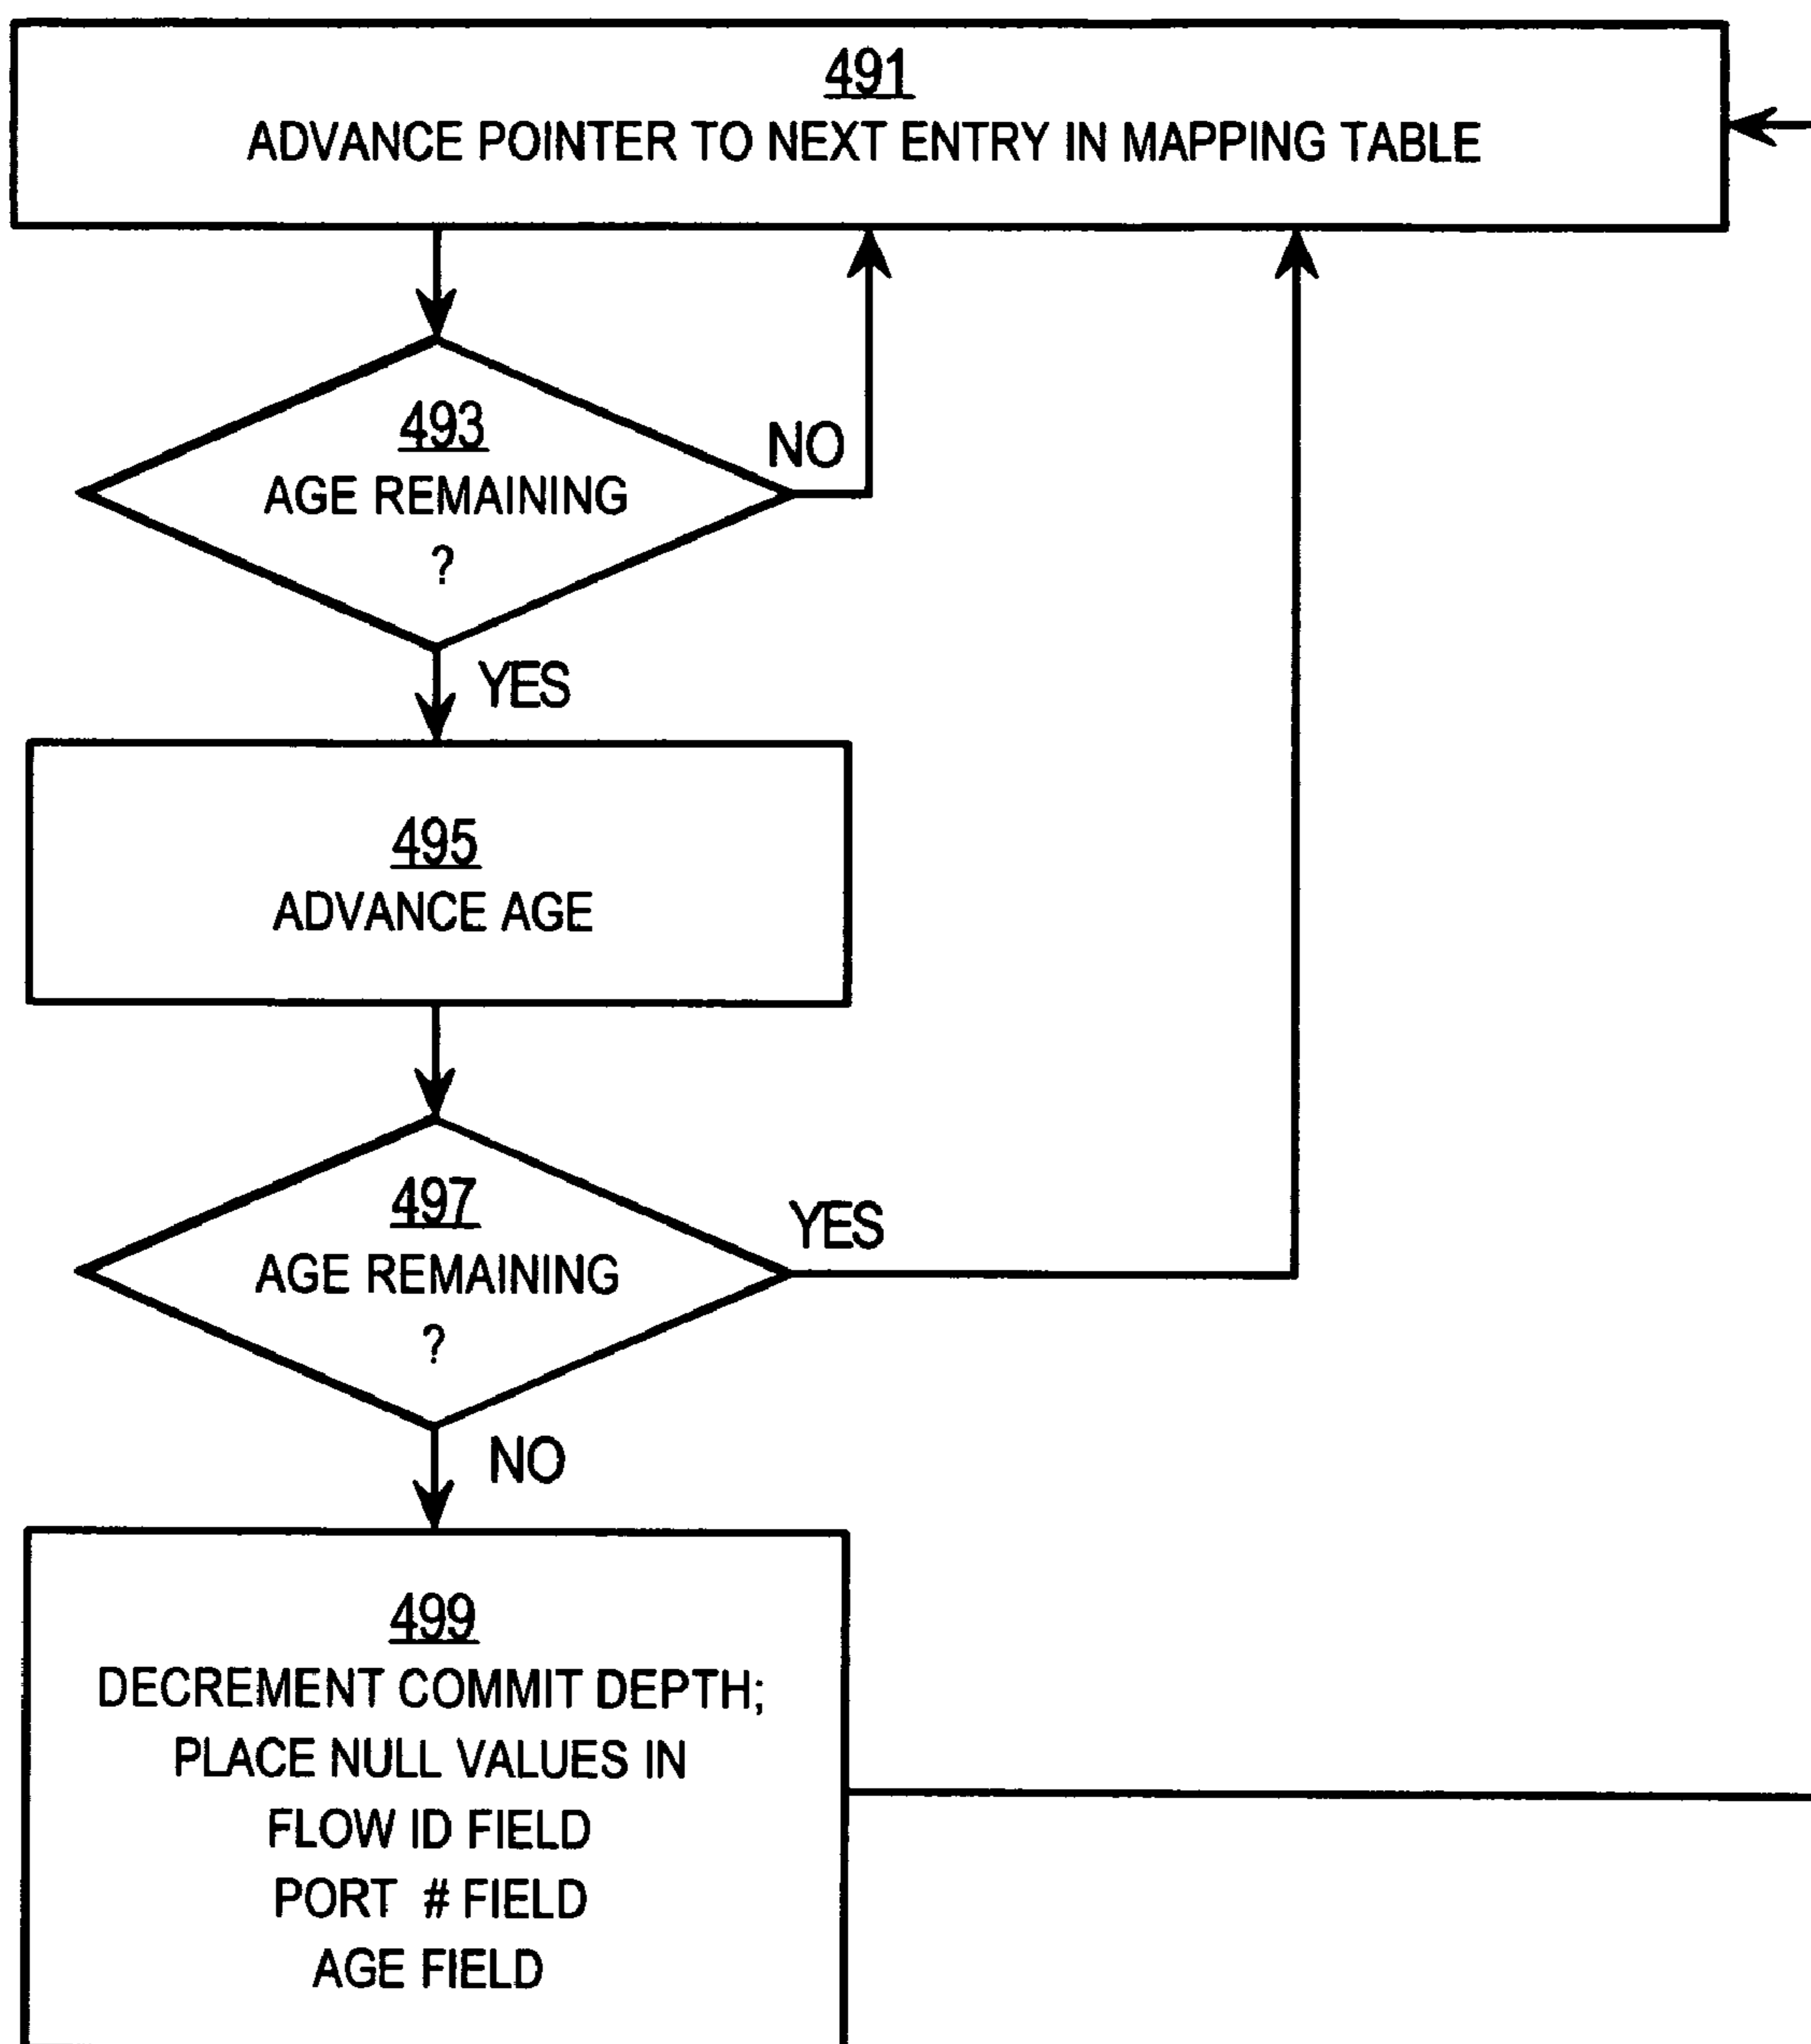 491
ADVANCE POINTER TO NEXT ENTRY IN MAPPING TABLE
493
AGE REMAINING
?
NO
YES
495
ADVANCE AGE
497
AGE REMAINING
?
YES
NO
499
DECREMENT COMMIT DEPTH;
PLACE NULL VALUES IN
FLOW ID FIELD
PORT # FIELD
AGE FIELD